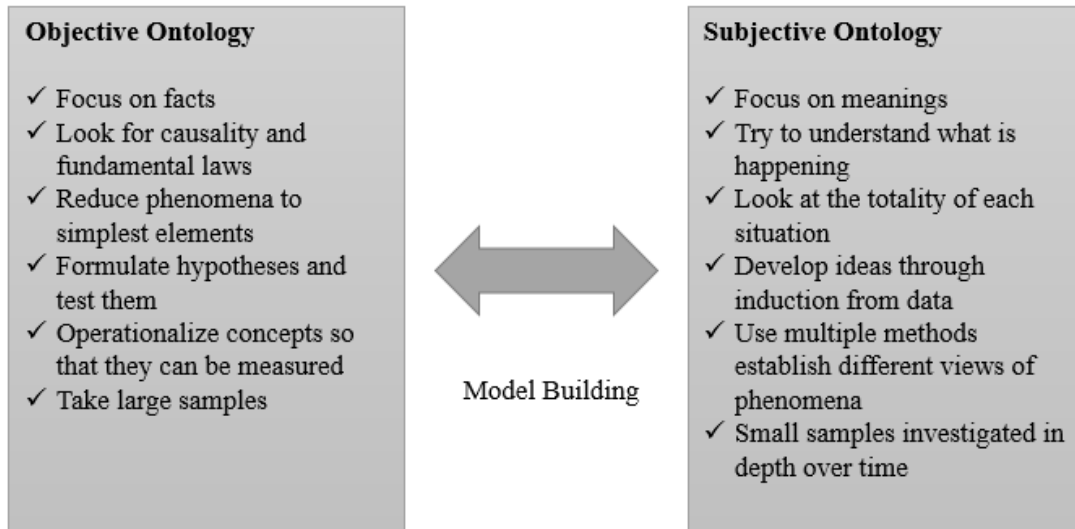 Objective Ontology
✓ Focus on facts
✓ Look for causality and
fundamental laws
✓ Reduce phenomena to
simplest elements
✓ Formulate hypotheses and
test them
✓ Operationalize concepts so
that they can be measured
✓ Take large samples
Model Building
Subjective Ontology
✓ Focus on meanings
✓ Try to understand what is
happening
✓ Look at the totality of each
situation
✓ Develop ideas through
induction from data
✓ Use multiple methods
establish different views of
phenomena
✓ Small samples investigated in
depth over time